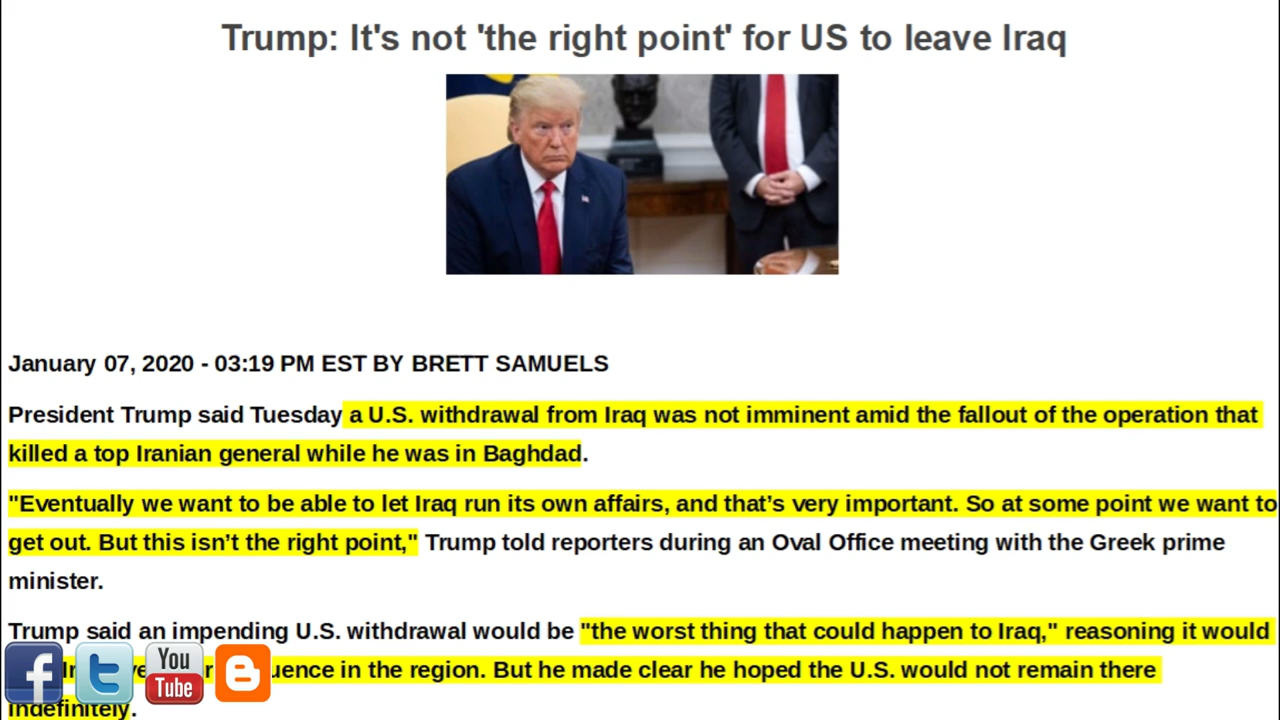 Trump: It's not 'the right point' for US to leave Iraq
January 07, 2020 - 03:19 PM EST BY BRETT SAMUELS
President Trump said Tuesday a U.S. withdrawal from Iraq was not imminent amid the fallout of the operation that
killed a top Iranian general while he was in Baghdad.
"Eventually we want to be able to let Iraq run its own affairs, and that’s very important. So at some point we want to
get out. But this isn’t the right point," Trump told reporters during an Oval Office meeting with the Greek prime
minister.
Trump said an impending U.S. withdrawal would be "the worst thing that could happen to Iraq," reasoning it would
in the region. But he made clear he hoped the U.S. would not remain there
indefinitely.
You
Tube